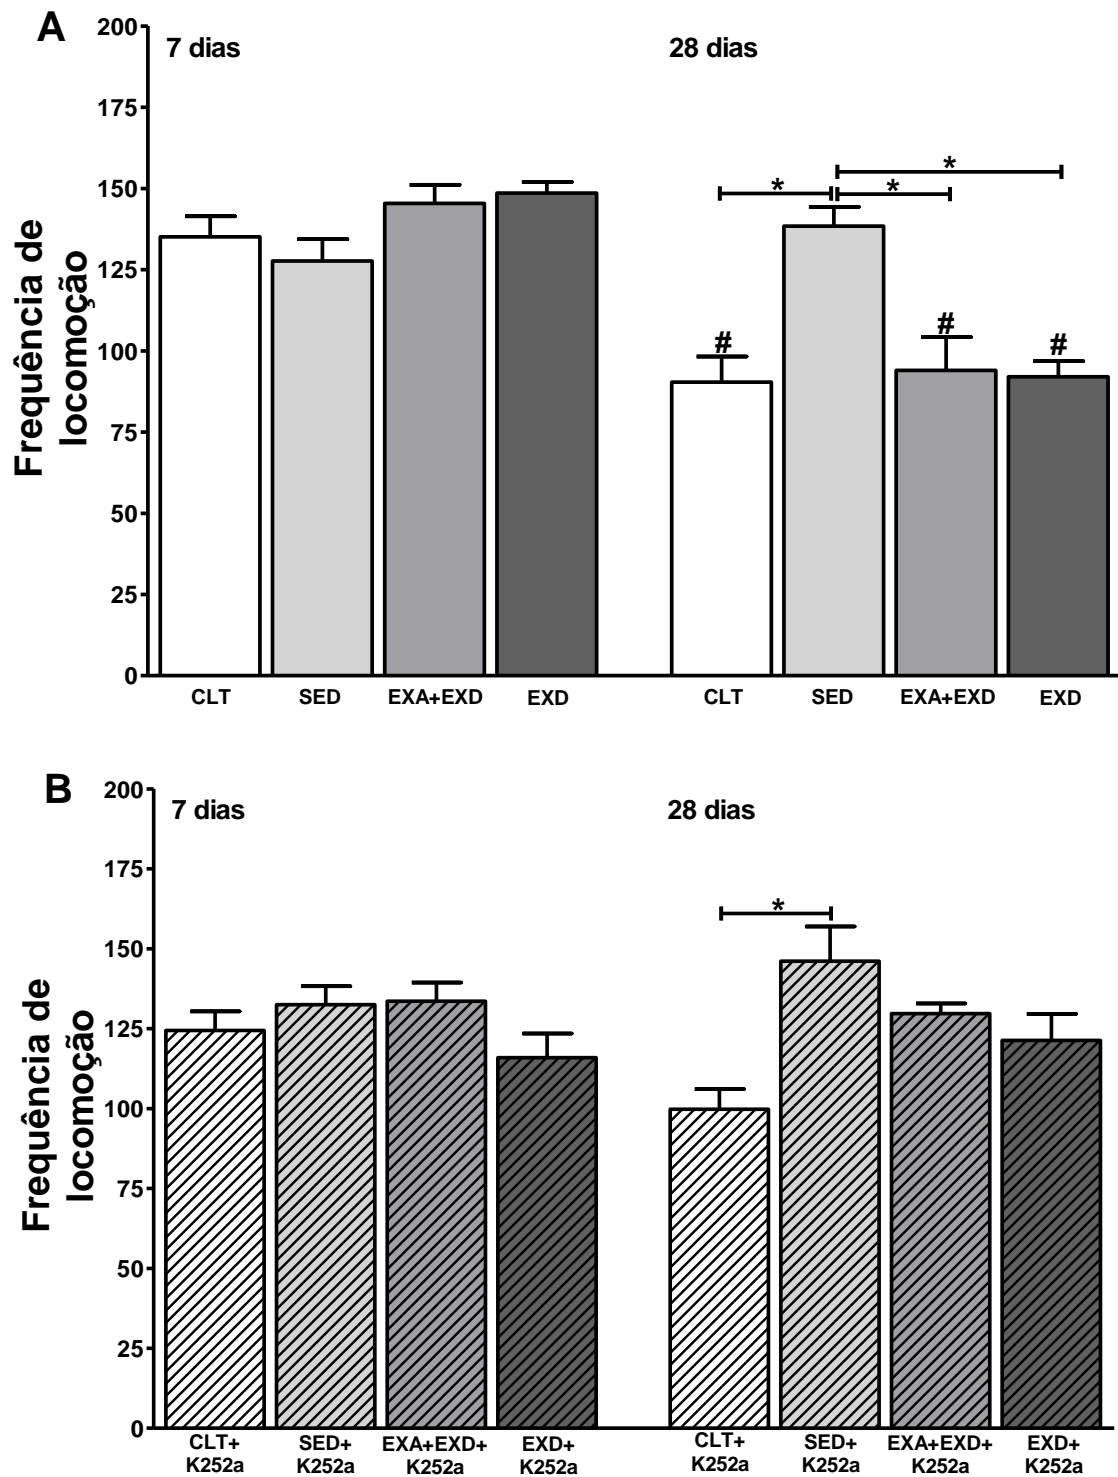 A
7 dias
28 dias
Frequência de
locomoção
200
175
150
125
100
75
50
25
0
*
*
*
#
#
#
CLT
SED
EXA+EXD
EXD
CLT
SED
EXA+EXD
EXD
B
7 dias
28 dias
Frequência de
locomoção
200
175
150
125
100
75
50
25
0
*
CLT+
K252a
SED+
K252a
EXA+EXD+
K252a
EXD+
K252a
CLT+
K252a
SED+
K252a
EXA+EXD+
K252a
EXD+
K252a